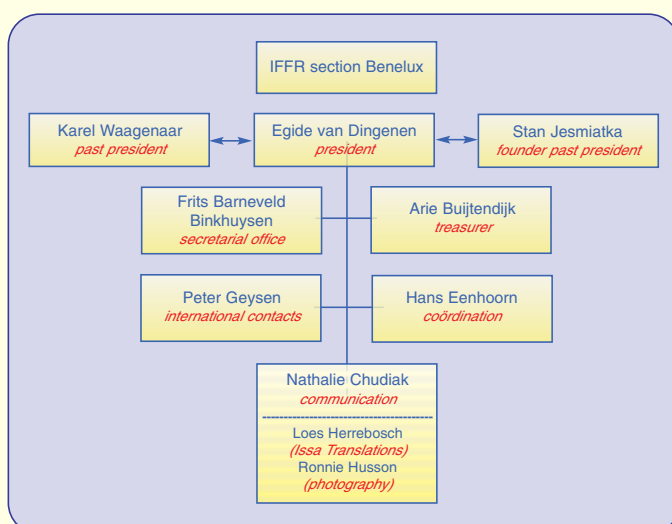 IFFR section Benelux
Karel Waagenaar
past president
Egide van Dingenen
president
Stan Jesmiatka
founder past president
Frits Barneveld
Binkhuysen
secretarial office
Arie Buijtendijk
treasurer
Peter Geysen
international contacts
Hans Eenhoorn
coördination
Nathalie Chudiak
communication
Loes Herrebosch
(Issa Translations)
Ronnie Husson
(photography)